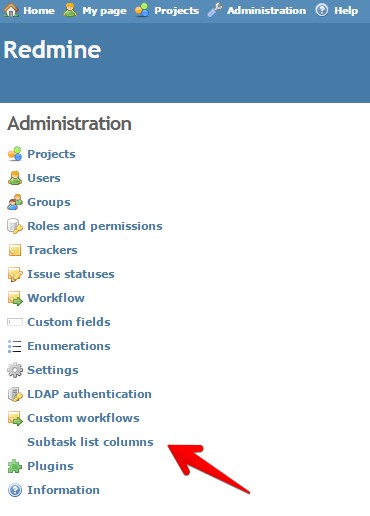 Home My page Projects Administration Help
Redmine
Administration
Projects
Users
Groups
Roles and permissions
Trackers
Issue statuses
Workflow
Custom fields
Enumerations
Settings
LDAP authentication
Custom workflows
Subtask list columns
Plugins
Information